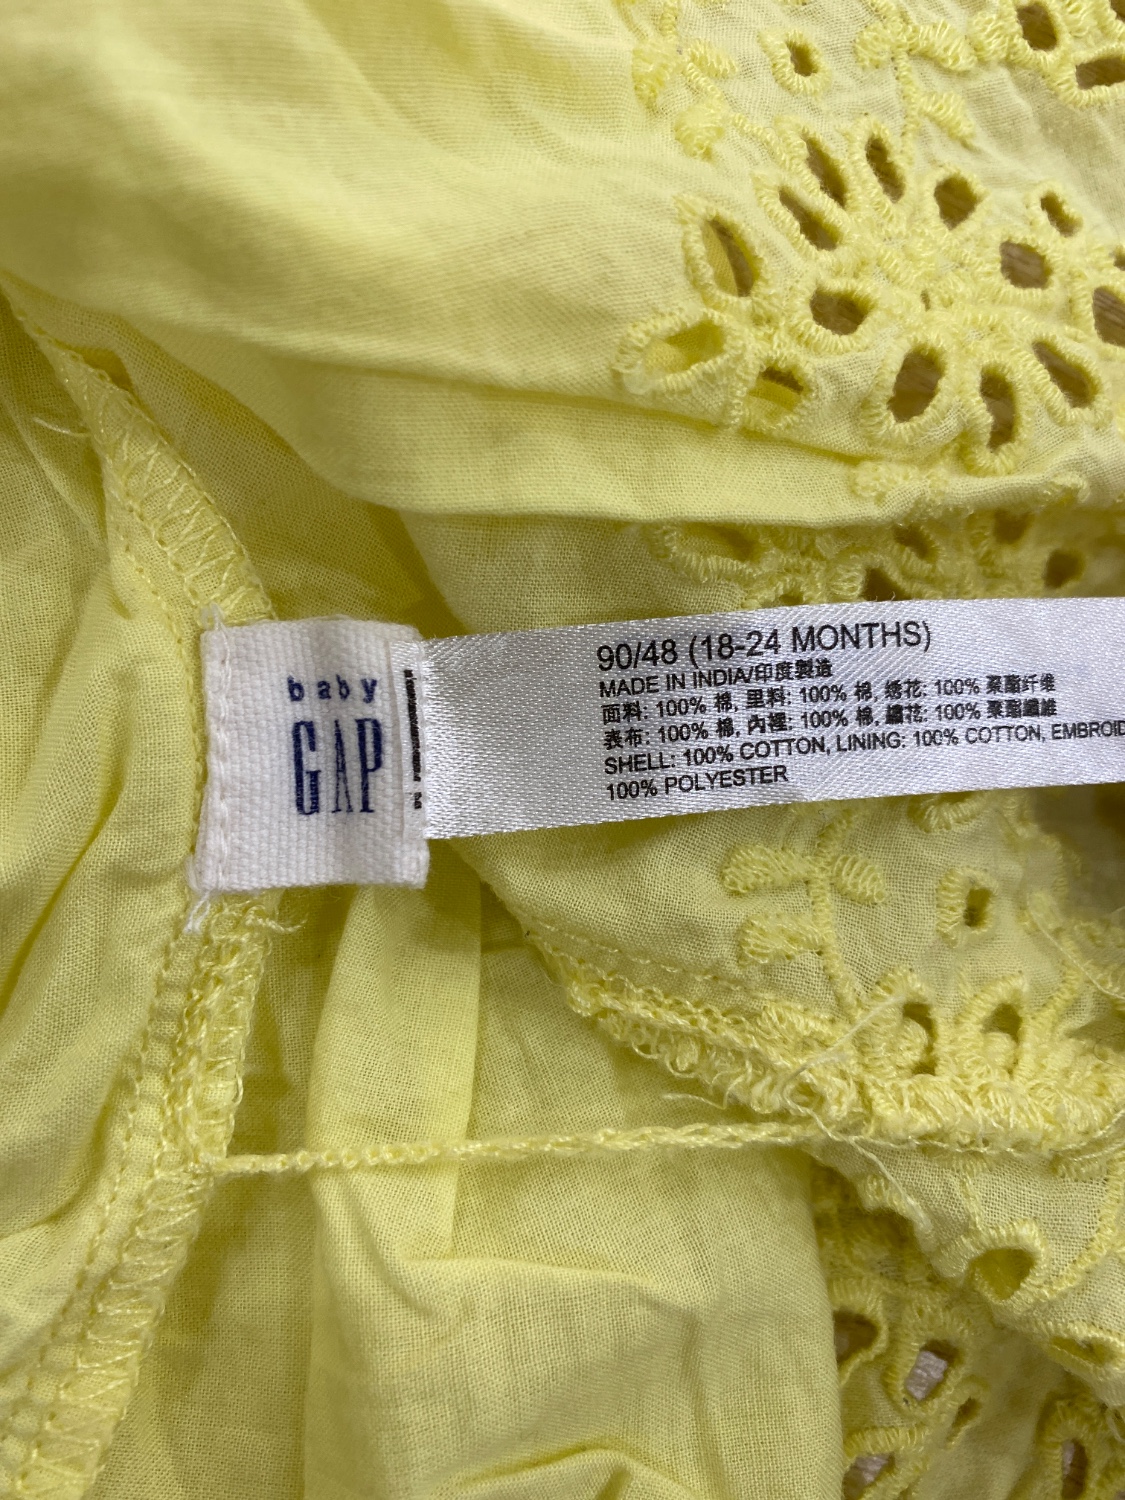 baby
GAP
90/48 (18-24 MONTHS)
MADE IN INDIA/印度製造
面料: 100% 棉, 里料: 100% 棉, 绣花: 100% 聚酯纤维
表布: 100% 棉, 內裡: 100% 棉, 繡花: 100% 聚酯纖維
SHELL: 100% COTTON, LINING: 100% COTTON, EMBROID
100% POLYESTER